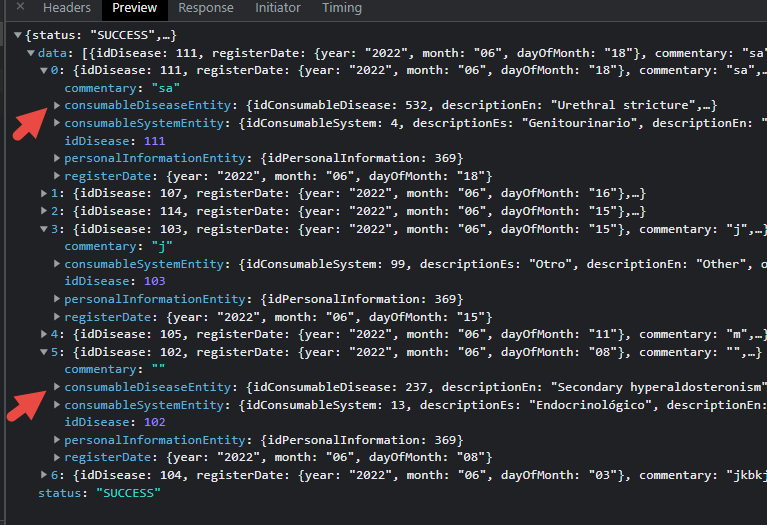 × Headers Preview Response Initiator Timing
▼{status: "SUCCESS",…}
▼data: [{idDisease: 111, registerDate: {year: "2022", month: "06", dayOfMonth: "18"}, commentary: "sa"
▼0: {idDisease: 111, registerDate: {year: "2022", month: "06", dayOfMonth: "18"}, commentary: "sa",…
commentary: "sa"
▶consumableDiseaseEntity: {idConsumableDisease: 532, descriptionEn: "Urethral stricture",…}
▶consumableSystemEntity: {idConsumableSystem: 4, descriptionEs: "Genitourinario", descriptionEn: "
idDisease: 111
▶personalInformationEntity: {idPersonalInformation: 369}
▶registerDate: {year: "2022", month: "06", dayOfMonth: "18"}
▶1: {idDisease: 107, registerDate: {year: "2022", month: "06", dayOfMonth: "16"},…}
▶2: {idDisease: 114, registerDate: {year: "2022", month: "06", dayOfMonth: "15"},…}
▼3: {idDisease: 103, registerDate: {year: "2022", month: "06", dayOfMonth: "15"}, commentary: "j",…}
commentary: "j"
▶consumableSystemEntity: {idConsumableSystem: 99, descriptionEs: "Otro", descriptionEn: "Other", o
idDisease: 103
▶personalInformationEntity: {idPersonalInformation: 369}
▶registerDate: {year: "2022", month: "06", dayOfMonth: "15"}
▶4: {idDisease: 105, registerDate: {year: "2022", month: "06", dayOfMonth: "11"}, commentary: "m",…}
▼5: {idDisease: 102, registerDate: {year: "2022", month: "06", dayOfMonth: "08"}, commentary: "",…}
commentary: ""
▶consumableDiseaseEntity: {idConsumableDisease: 237, descriptionEn: "Secondary hyperaldosteronism"
▶consumableSystemEntity: {idConsumableSystem: 13, descriptionEs: "Endocrinológico", descriptionEn:
idDisease: 102
▶personalInformationEntity: {idPersonalInformation: 369}
▶registerDate: {year: "2022", month: "06", dayOfMonth: "08"}
▶6: {idDisease: 104, registerDate: {year: "2022", month: "06", dayOfMonth: "03"}, commentary: "jkbkj
status: "SUCCESS"